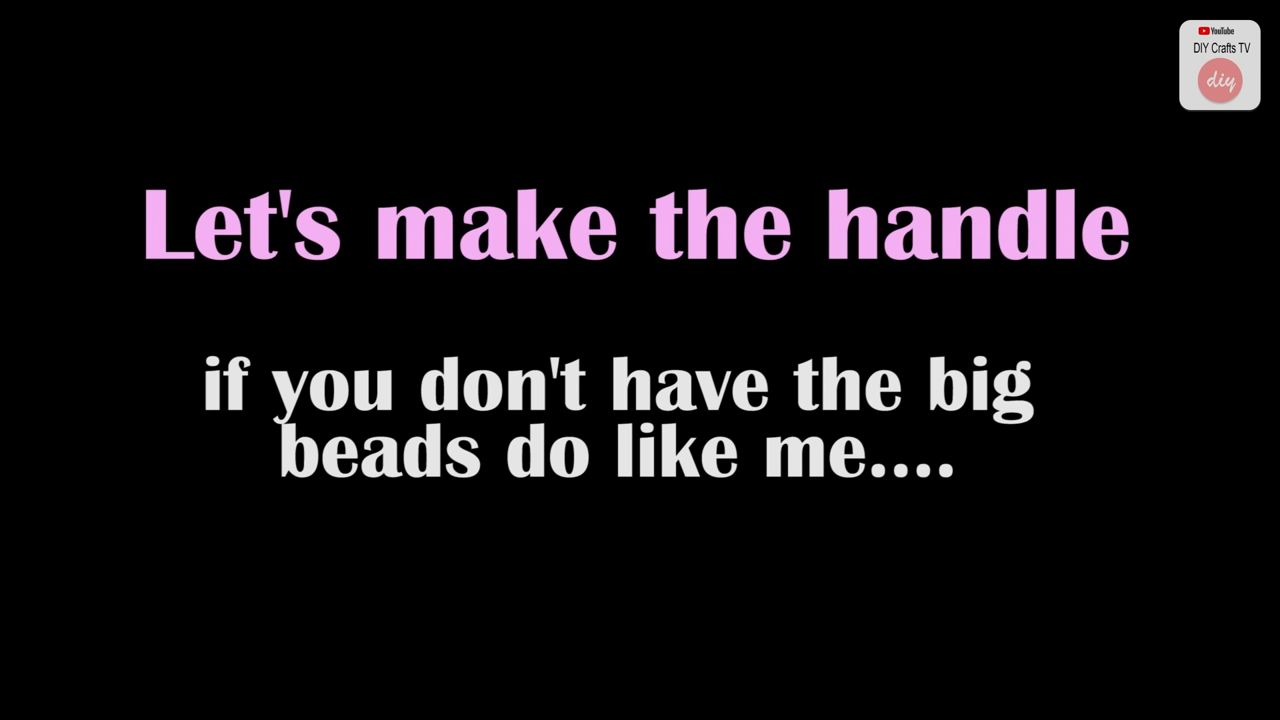 YouTube
DIY Crafts TV
diy
Let's make the handle
if you don't have the big
beads do like me....